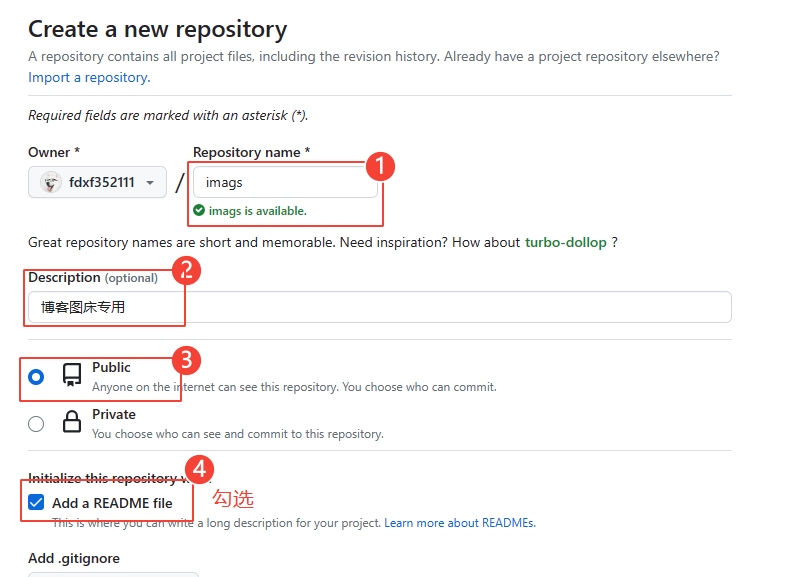 Create a new repository
A repository contains all project files, including the revision history. Already have a project repository elsewhere?
Import a repository.
Required fields are marked with an asterisk (*).
Owner * Repository name * 1
fdxf352111 / imags
imags is available.
Great repository names are short and memorable. Need inspiration? How about turbo-dollop ?
2
Description (optional)
博客图床专用
3
Public
Anyone on the internet can see this repository. You choose who can commit.
Private
You choose who can see and commit to this repository.
4
Initialize this repository
Add a README file 勾选
This is where you can write a long description for your project. Learn more about READMEs.
Add .gitignore